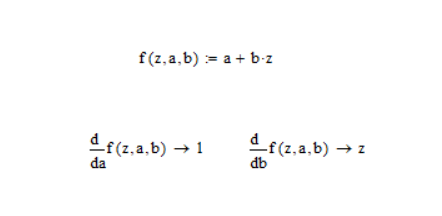 f(z,a,b) := a + b·z
d/da f(z,a,b) → 1 d/db f(z,a,b) → z